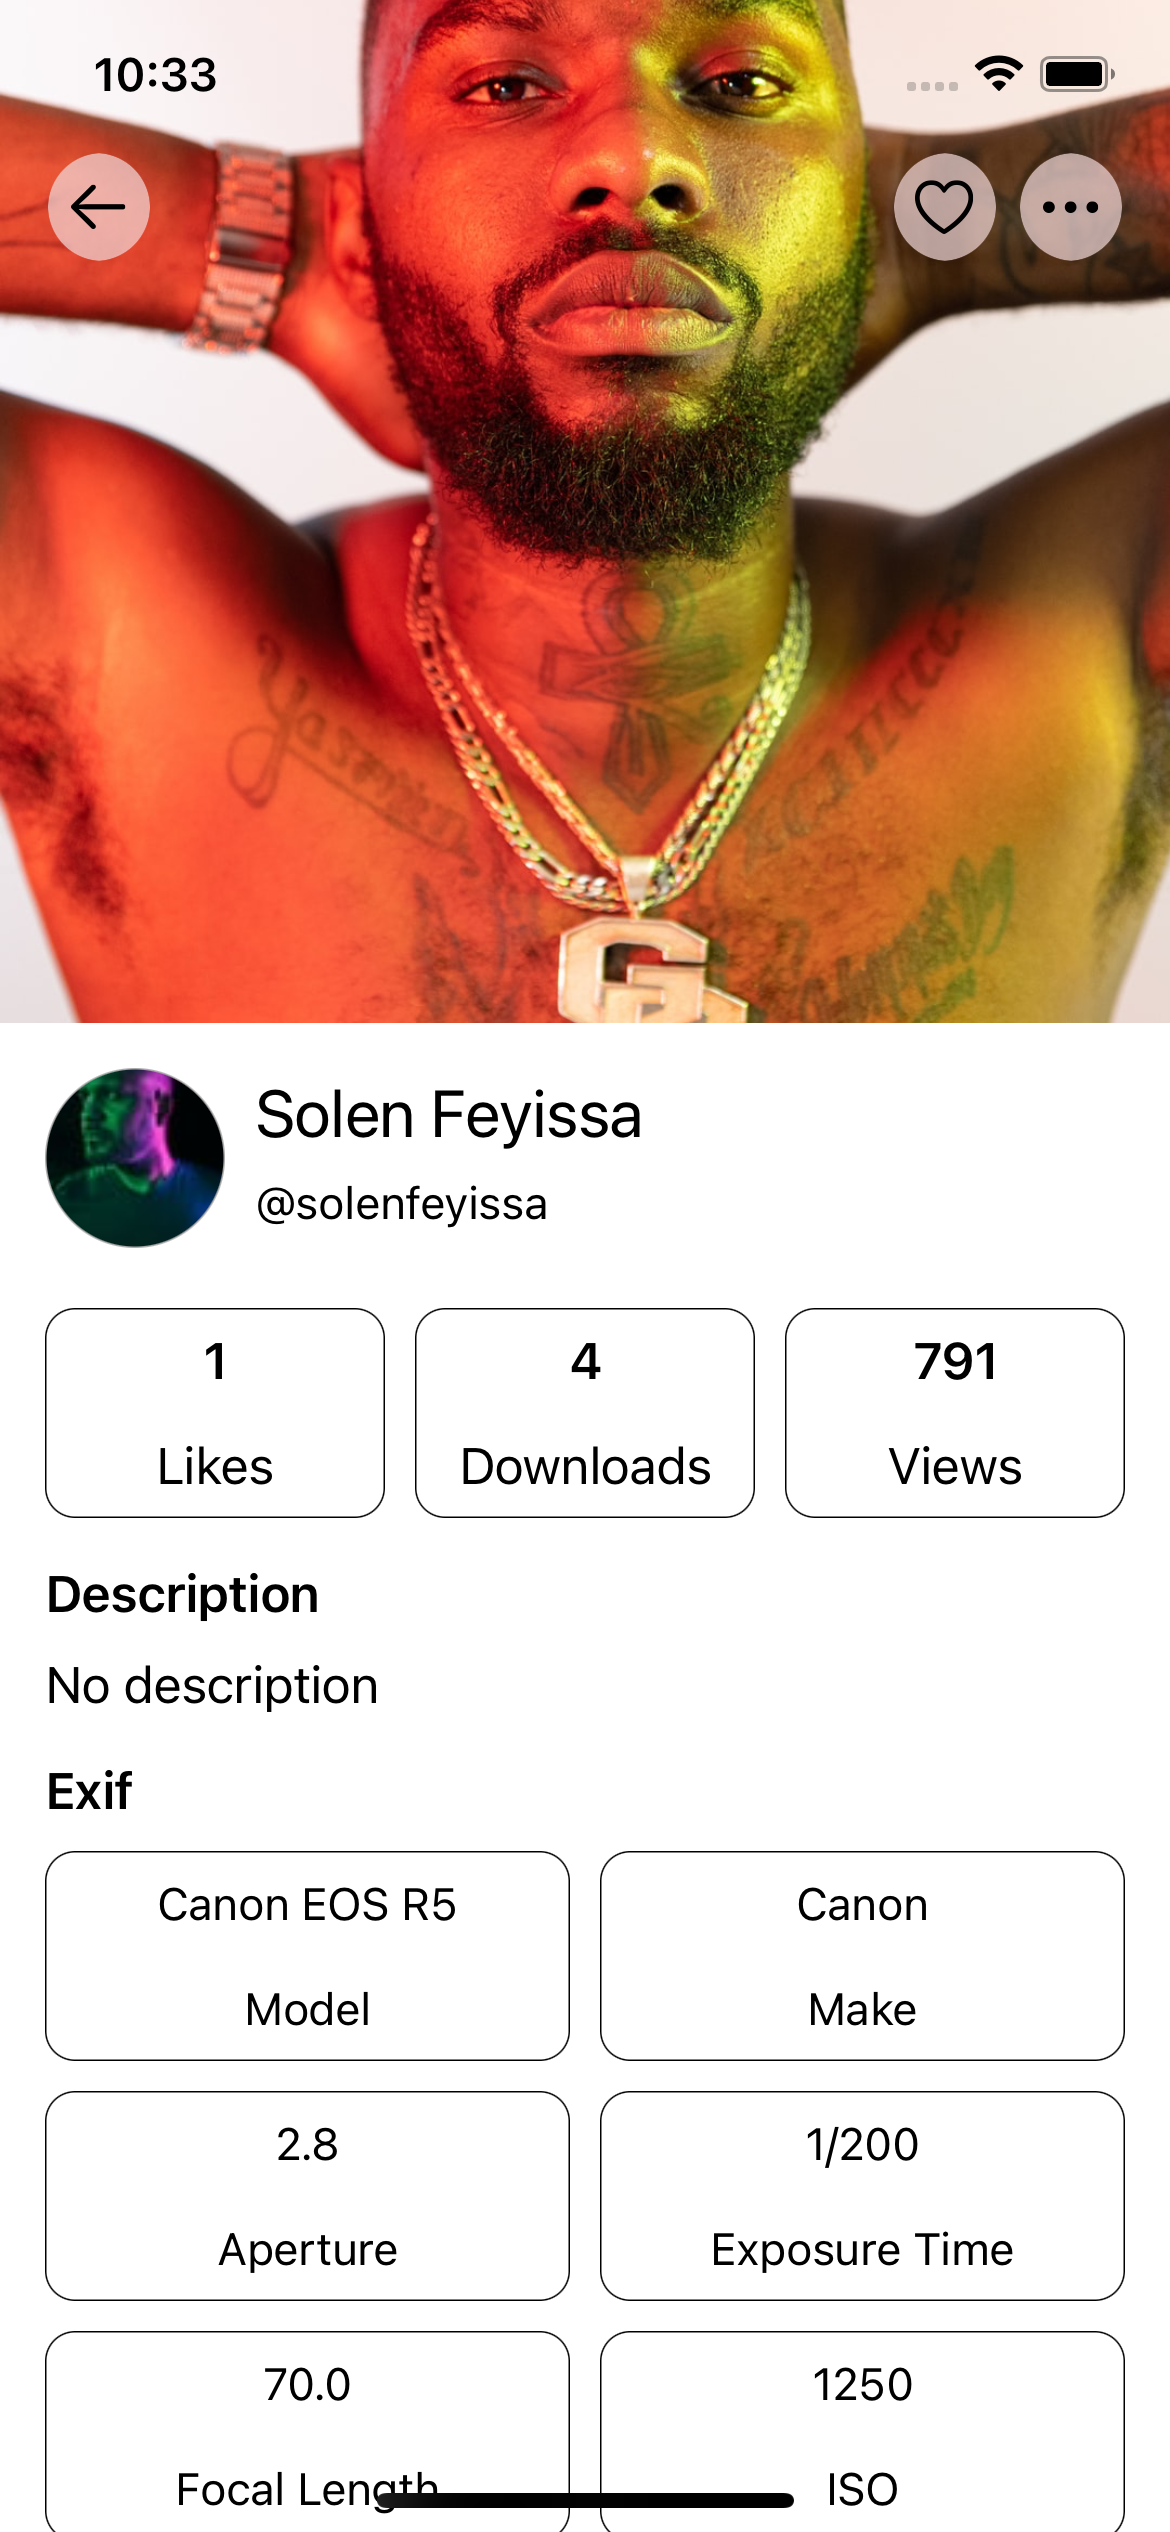 10:33
Solen Feyissa
@solenfeyissa
1
Likes
4
Downloads
791
Views
Description
No description
Exif
Canon EOS R5
Model
Canon
Make
2.8
Aperture
1/200
Exposure Time
70.0
Focal Length
1250
ISO